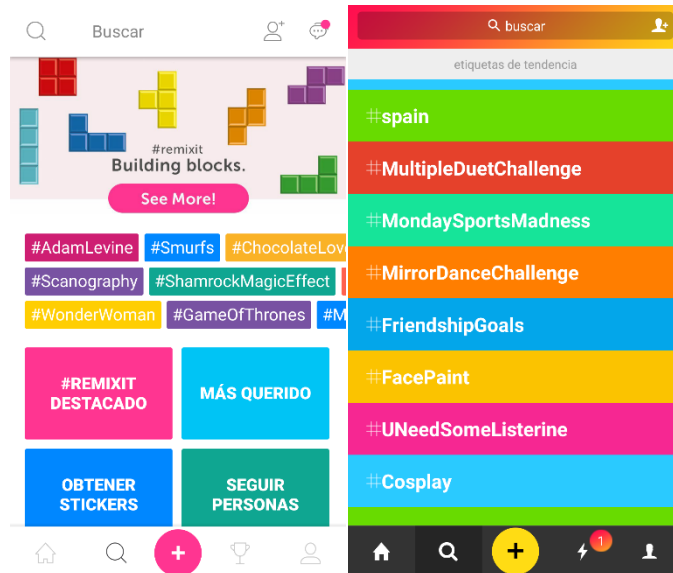 Buscar
#remixit
Building blocks.
See More!
#AdamLevine #Smurfs #ChocolateLov
#Scanography #ShamrockMagicEffect
#WonderWoman #GameOfThrones #M
#REMIXIT
DESTACADO
MÁS QUERIDO
OBTENER
STICKERS
SEGUIR
PERSONAS
+
buscar
etiquetas de tendencia
#spain
#MultipleDuetChallenge
#MondaySportsMadness
#MirrorDanceChallenge
#FriendshipGoals
#FacePaint
#UNeedSomeListerine
#Cosplay
+
1